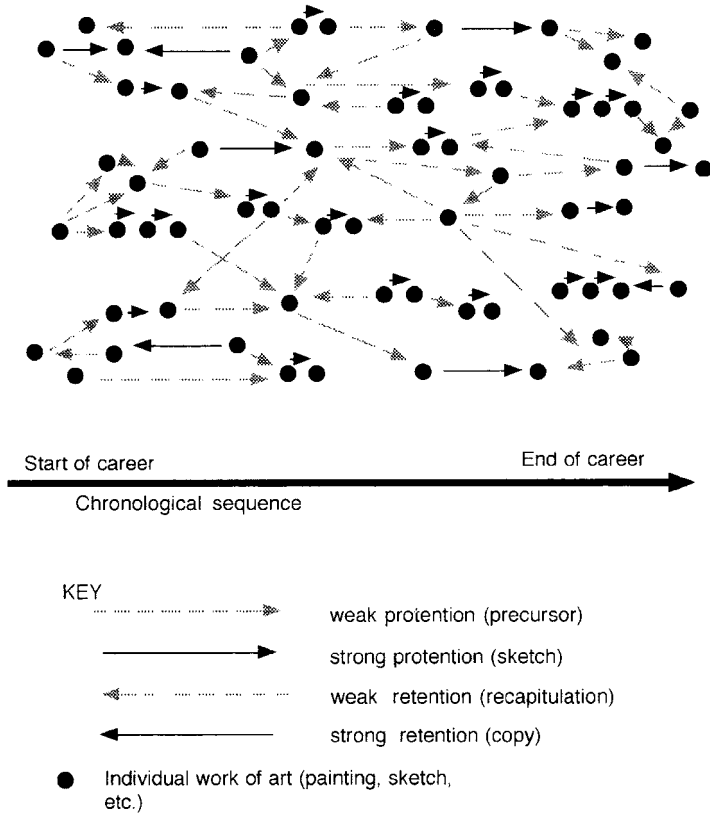 Start of career
End of career
Chronological sequence
KEY
weak protention (precursor)
strong protention (sketch)
weak retention (recapitulation)
strong retention (copy)
Individual work of art (painting, sketch,
etc.)